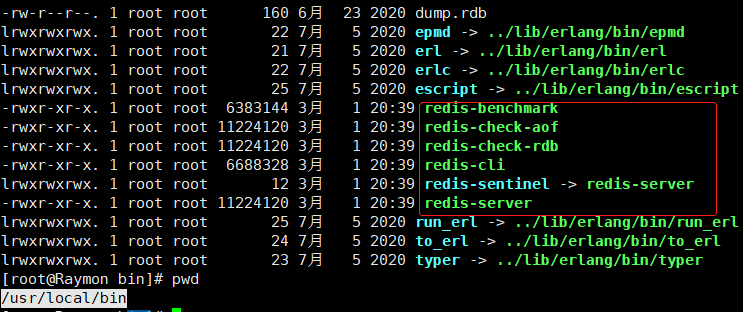 -rw-r--r--. 1 root root      160 6月  23 2020 dump.rdb
lrwxrwxrwx. 1 root root       22 7月   5 2020 epmd -> ../lib/erlang/bin/epmd
lrwxrwxrwx. 1 root root       21 7月   5 2020 erl -> ../lib/erlang/bin/erl
lrwxrwxrwx. 1 root root       22 7月   5 2020 erlc -> ../lib/erlang/bin/erlc
lrwxrwxrwx. 1 root root       25 7月   5 2020 escript -> ../lib/erlang/bin/escript
-rwxr-xr-x. 1 root root  6383144 3月   1 20:39 redis-benchmark
-rwxr-xr-x. 1 root root 11224120 3月   1 20:39 redis-check-aof
-rwxr-xr-x. 1 root root 11224120 3月   1 20:39 redis-check-rdb
-rwxr-xr-x. 1 root root  6688328 3月   1 20:39 redis-cli
lrwxrwxrwx. 1 root root       12 3月   1 20:39 redis-sentinel -> redis-server
-rwxr-xr-x. 1 root root 11224120 3月   1 20:39 redis-server
lrwxrwxrwx. 1 root root       25 7月   5 2020 run_erl -> ../lib/erlang/bin/run_erl
lrwxrwxrwx. 1 root root       24 7月   5 2020 to_erl -> ../lib/erlang/bin/to_erl
lrwxrwxrwx. 1 root root       23 7月   5 2020 typer -> ../lib/erlang/bin/typer
[root@Raymon bin]# pwd
/usr/local/bin